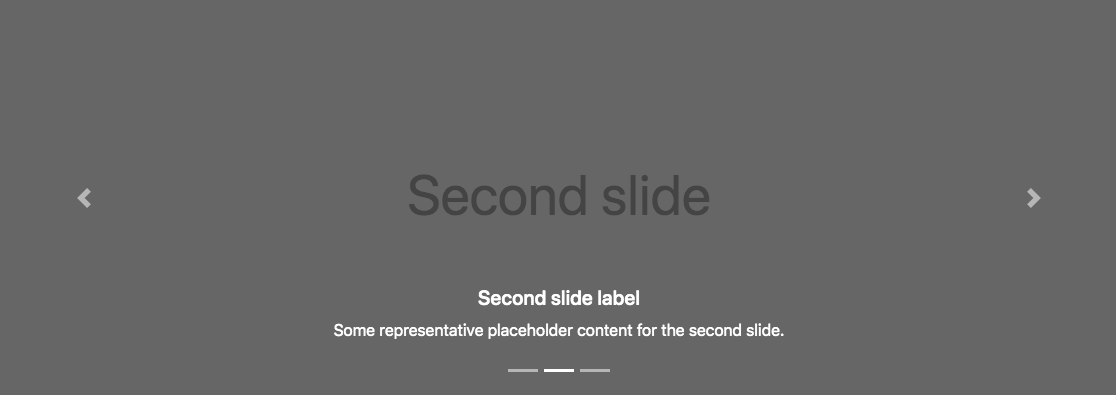 Second slide
Second slide label
Some representative placeholder content for the second slide.